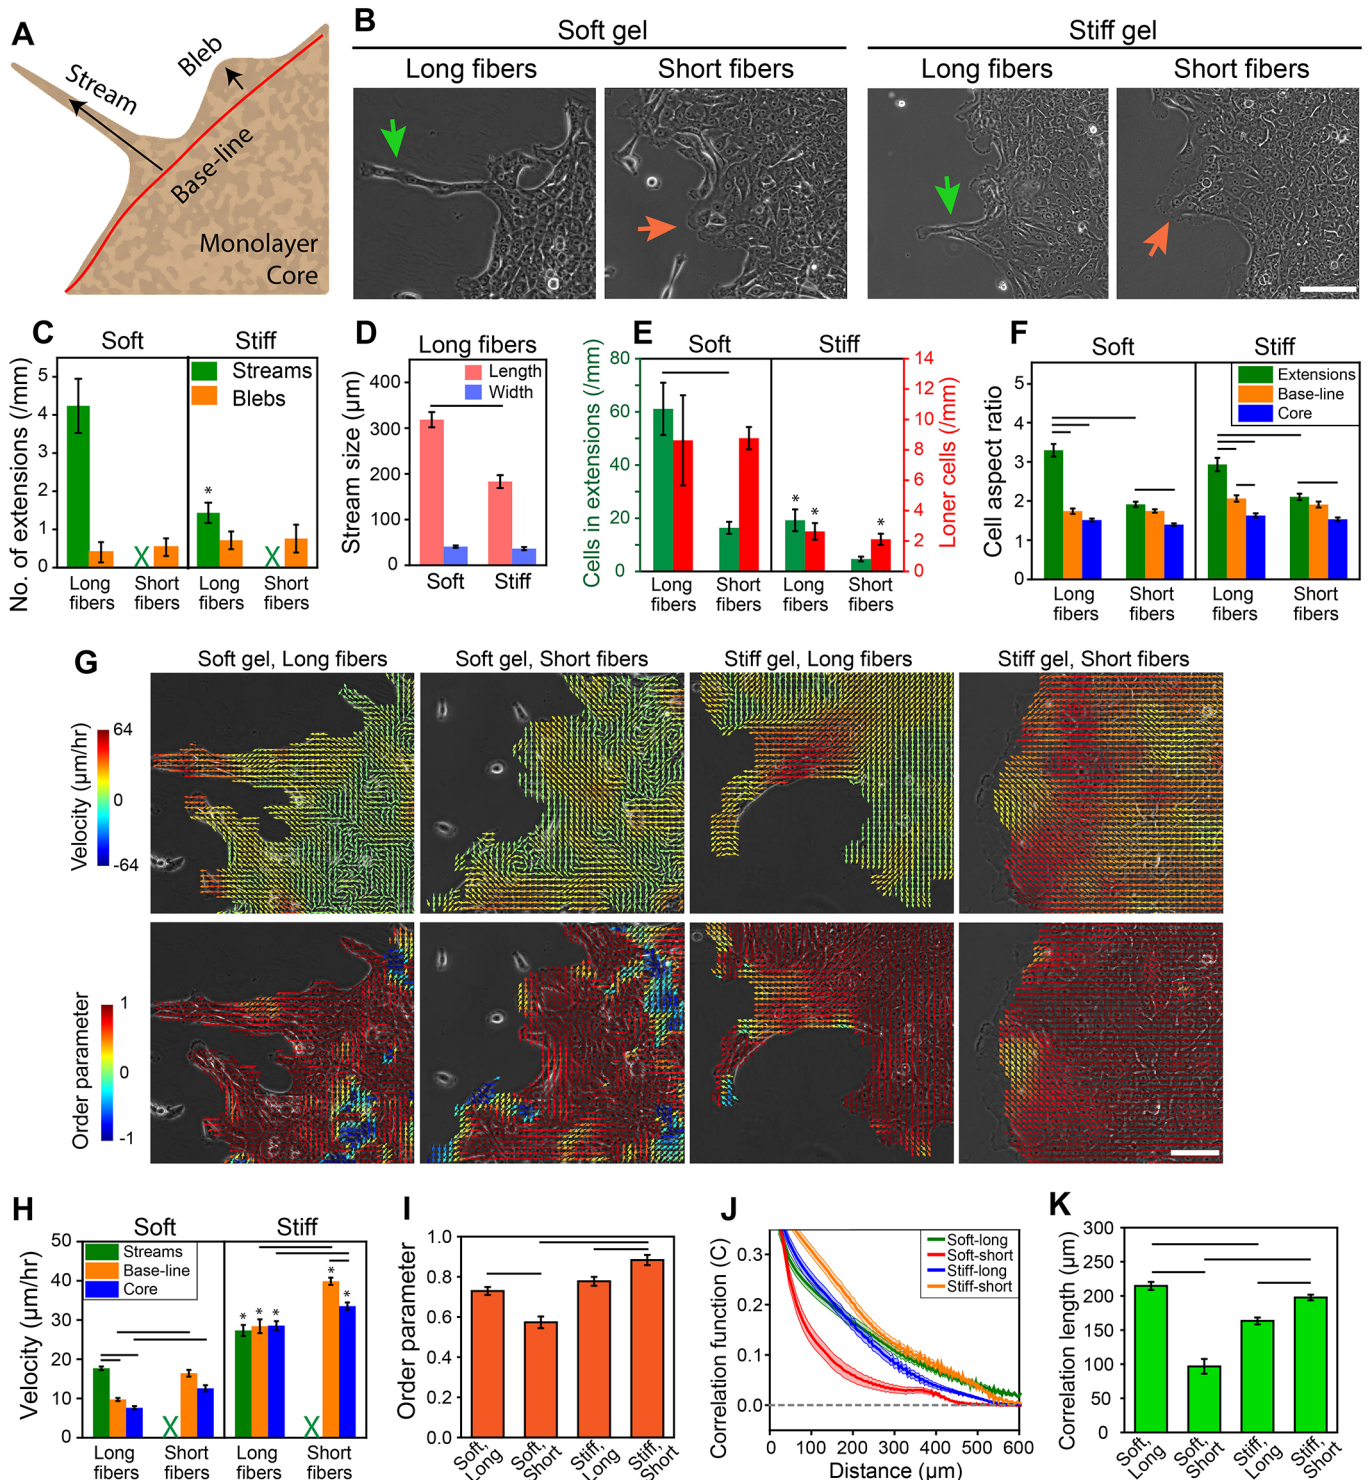 A
Stream
Bleb
Base-line
Monolayer
Core
B
Soft gel
Stiff gel
Long fibers
Short fibers
Long fibers
Short fibers
C
Soft
Stiff
No. of extensions (/mm)
5
4
3
2
1
0
Streams
Blebs
*
X
X
Long fibers
Short fibers
Long fibers
Short fibers
D
Long fibers
Stream size (µm)
400
300
200
100
0
Length
Width
Soft
Stiff
E
Soft
Stiff
Cells in extensions (/mm)
80
60
40
20
0
Loner cells (/mm)
14
12
10
8
6
4
2
0
*
*
*
Long fibers
Short fibers
Long fibers
Short fibers
F
Soft
Stiff
Cell aspect ratio
5
4
3
2
1
0
Extensions
Base-line
Core
Long fibers
Short fibers
Long fibers
Short fibers
G
Soft gel, Long fibers
Soft gel, Short fibers
Stiff gel, Long fibers
Stiff gel, Short fibers
Velocity (µm/hr)
64
0
-64
Order parameter
1
0
-1
H
Soft
Stiff
Velocity (µm/hr)
50
40
30
20
10
0
Streams
Base-line
Core
X
X
*
*
*
*
*
Long fibers
Short fibers
Long fibers
Short fibers
I
Order parameter
1.0
0.8
0.6
0.4
0.2
0.0
Soft, Long
Soft, Short
Stiff, Long
Stiff, Short
J
Correlation function (C)
0.3
0.2
0.1
0.0
Soft-long
Soft-short
Stiff-long
Stiff-short
0 100 200 300 400 500 600
Distance (µm)
K
Correlation length (µm)
300
250
200
150
100
50
0
Soft, Long
Soft, Short
Stiff, Long
Stiff, Short